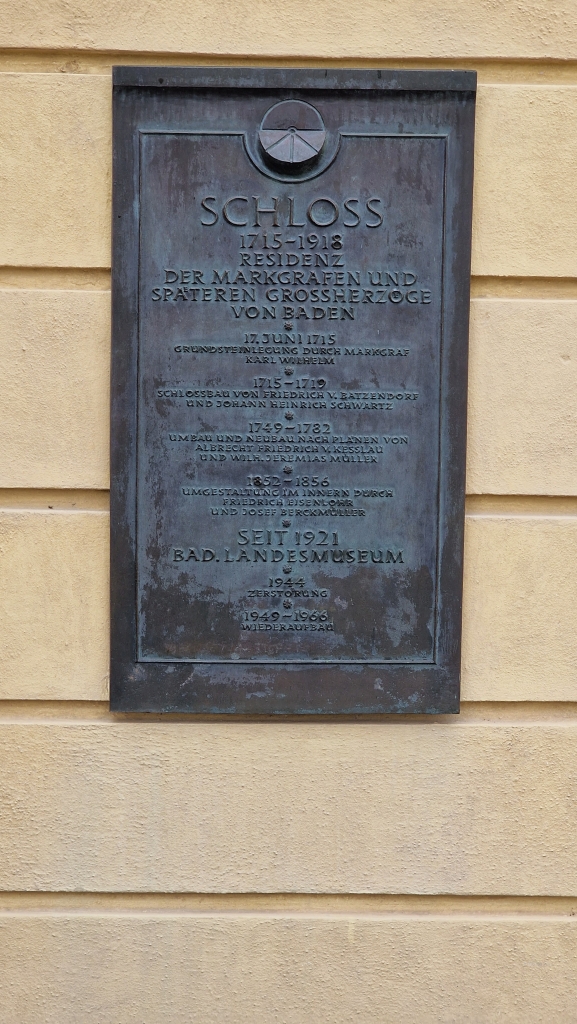 SCHLOSS
1715-1918
RESIDENZ
DER MARKGRAFEN UND
SPÄTEREN GROSSHERZÖGE
VON BADEN
17. JUNI 1715
GRUNDSTEINLEGUNG DURCH MARKGRAF
KARL WILHELM
1715-1719
SCHLOSSBAU VON FRIEDRICH V. BATZENDORF
UND JOHANN HEINRICH SCHWARTZ
1749-1782
UMBAU UND NEUBAU NACH PLÄNEN VON
ALBRECHT FRIEDRICH V. KESSLAU
UND WILH. JEREMIAS MÜLLER
1852-1856
UMGESTALTUNG IM INNERN DURCH
FRIEDRICH EISENLOHR
UND JOSEF BERCKMÜLLER
SEIT 1921
BAD. LANDESMUSEUM
1944
ZERSTÖRUNG
1949-1966
WIEDERAUFBAU